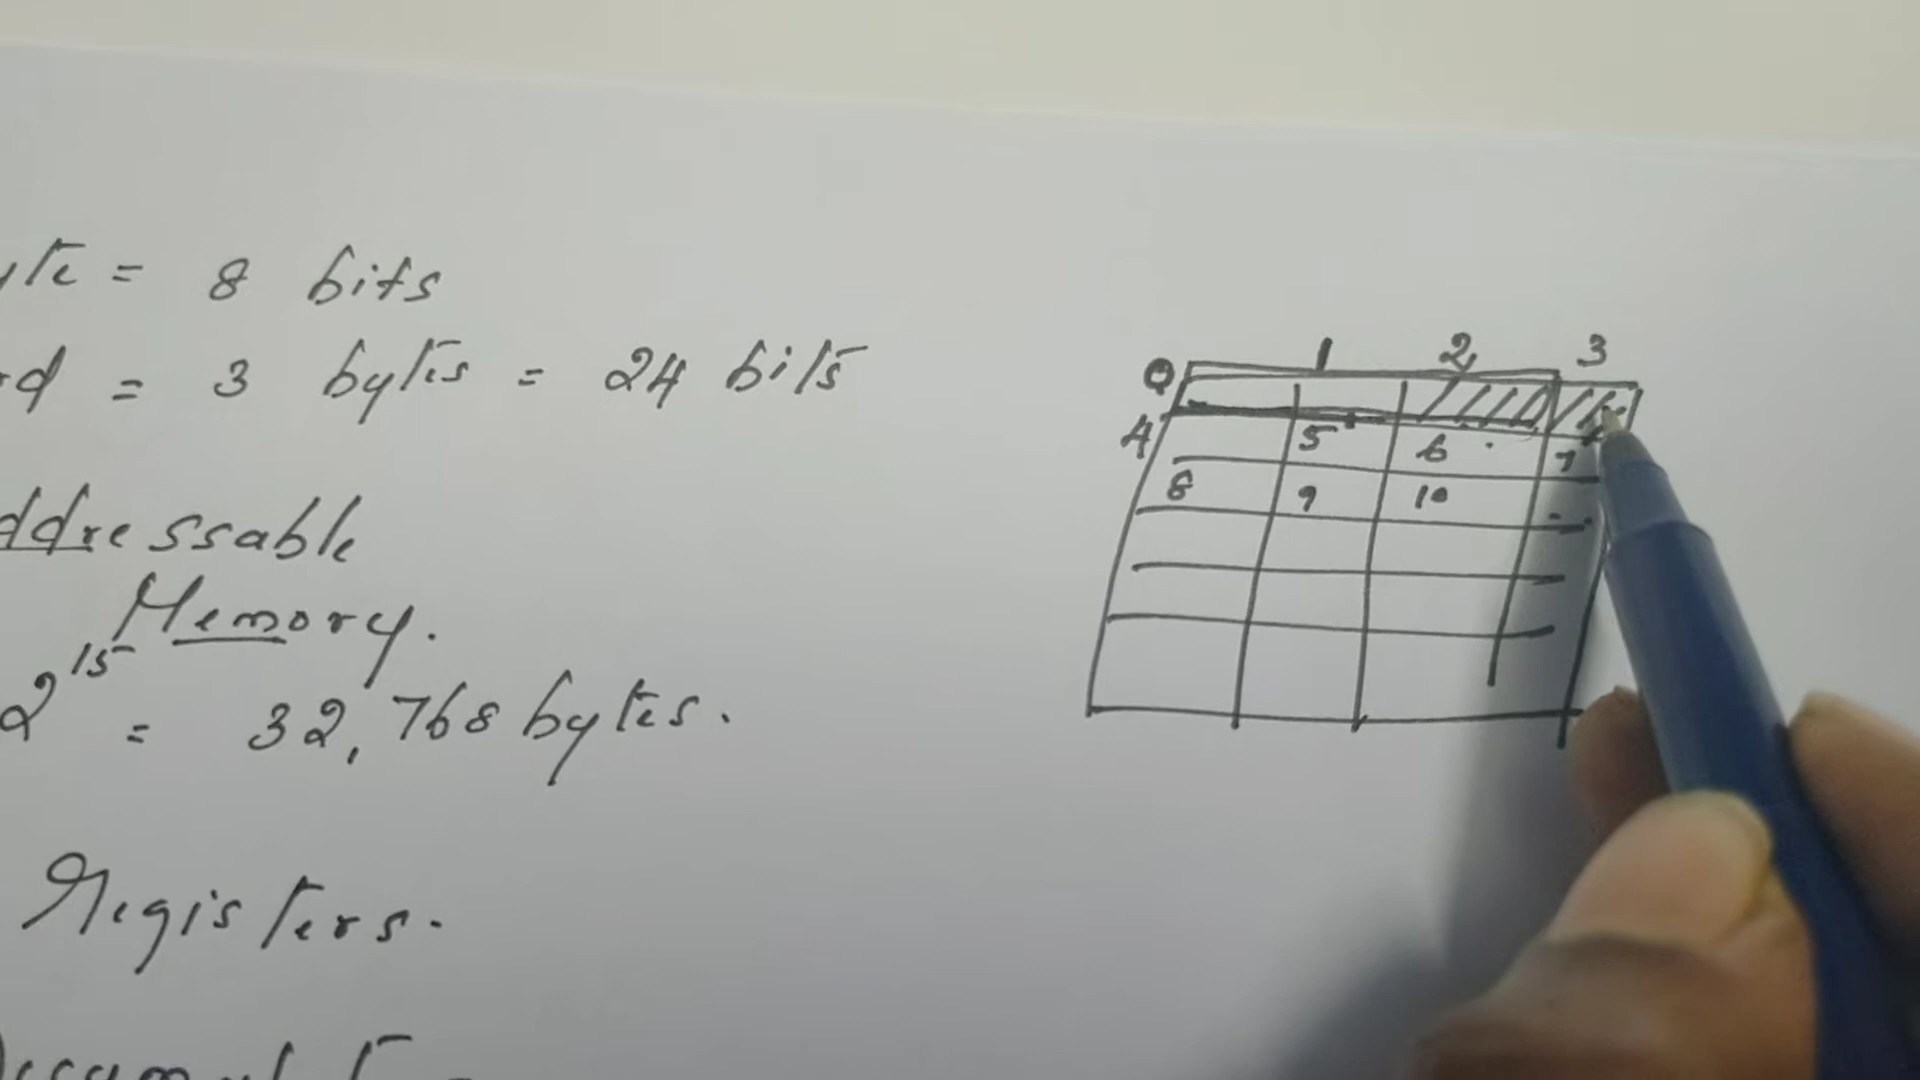 = 8 bits
= 3 bytes = 24 bits
Addressable
Memory.
2^15 = 32,768 bytes.
Registers.
0 1 2 3
4 5 6 7
8 9 10